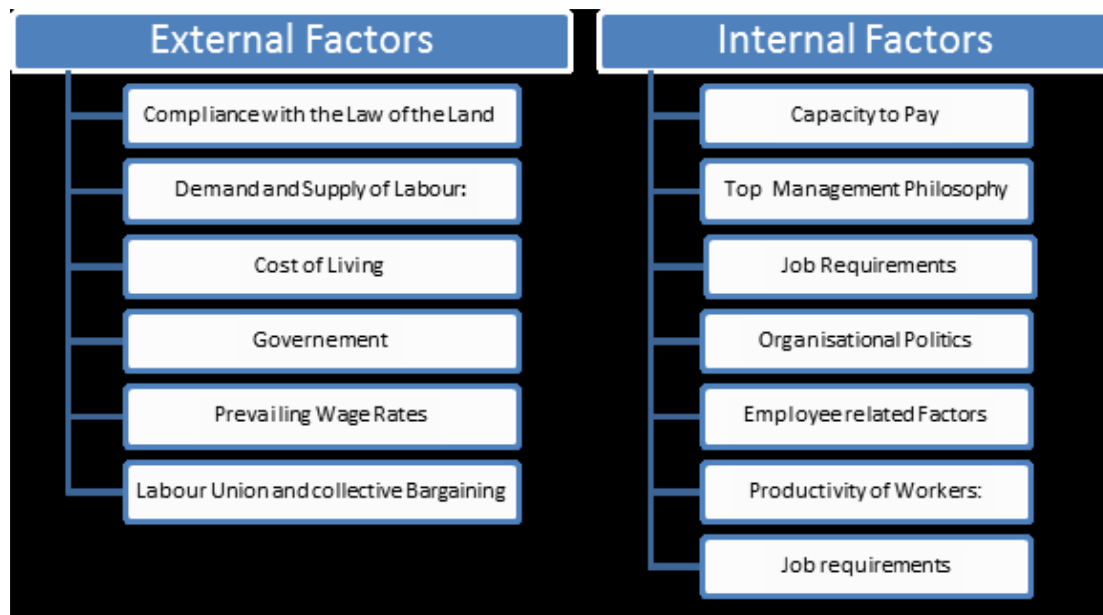 External Factors
Compliance with the Law of the Land
Demand and Supply of Labour:
Cost of Living
Governement
Prevailing Wage Rates
Labour Union and collective Bargaining
Internal Factors
Capacity to Pay
Top Management Philosophy
Job Requirements
Organisational Politics
Employee related Factors
Productivity of Workers:
Job requirements